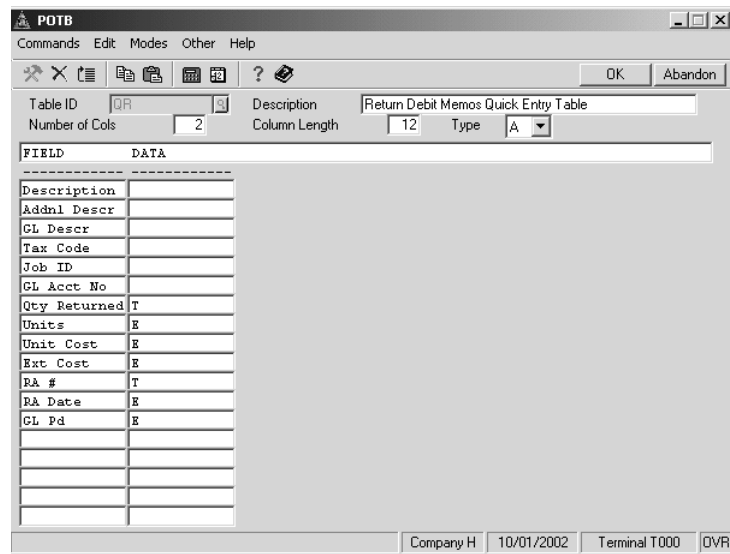 POTB
Commands Edit Modes Other Help
OK Abandon
Table ID QR Description Return Debit Memos Quick Entry Table
Number of Cols 2 Column Length 12 Type A
FIELD DATA
------------ ------------
Description
Addnl Descr
GL Descr
Tax Code
Job ID
GL Acct No
Qty Returned T
Units E
Unit Cost E
Ext Cost E
RA # T
RA Date E
GL Pd E
Company H 10/01/2002 Terminal T000 OVR